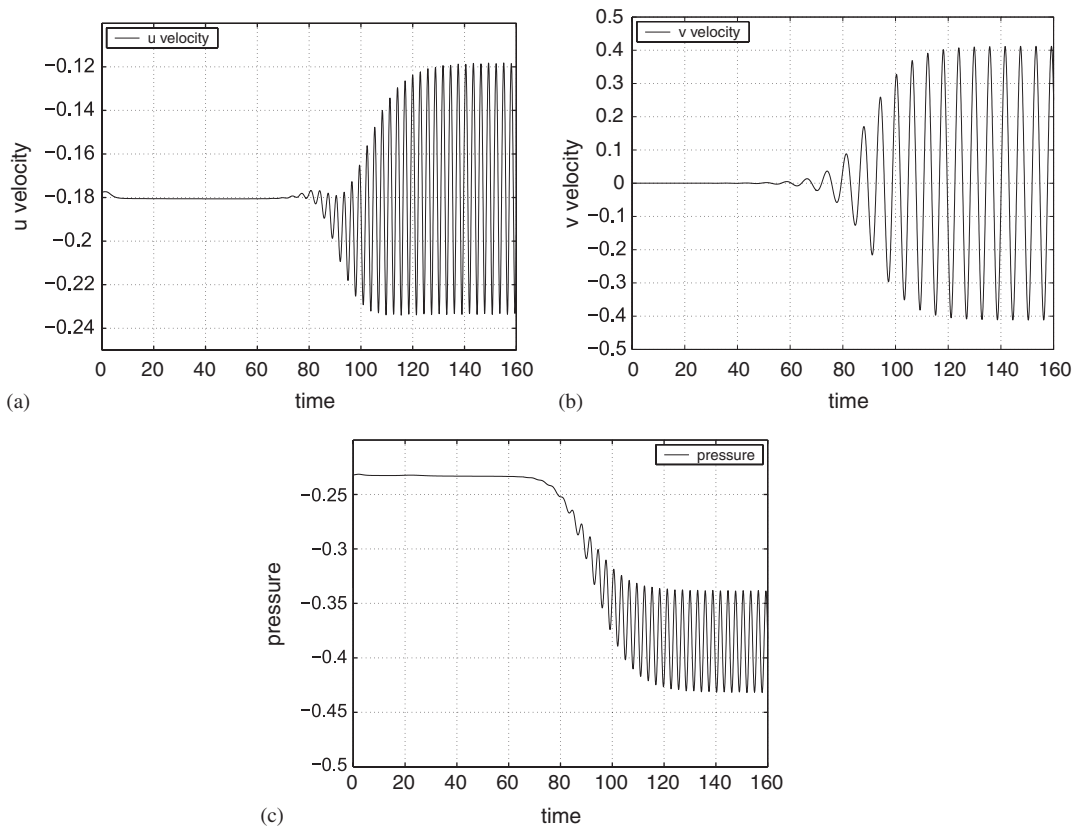 u velocity
−0.12
−0.14
−0.16
−0.18
−0.2
−0.22
−0.24
u velocity
0 20 40 60 80 100 120 140 160
time
(a)
v velocity
0.5
0.4
0.3
0.2
0.1
0
−0.1
−0.2
−0.3
−0.4
−0.5
v velocity
0 20 40 60 80 100 120 140 160
time
(b)
pressure
−0.25
−0.3
−0.35
−0.4
−0.45
−0.5
pressure
0 20 40 60 80 100 120 140 160
time
(c)